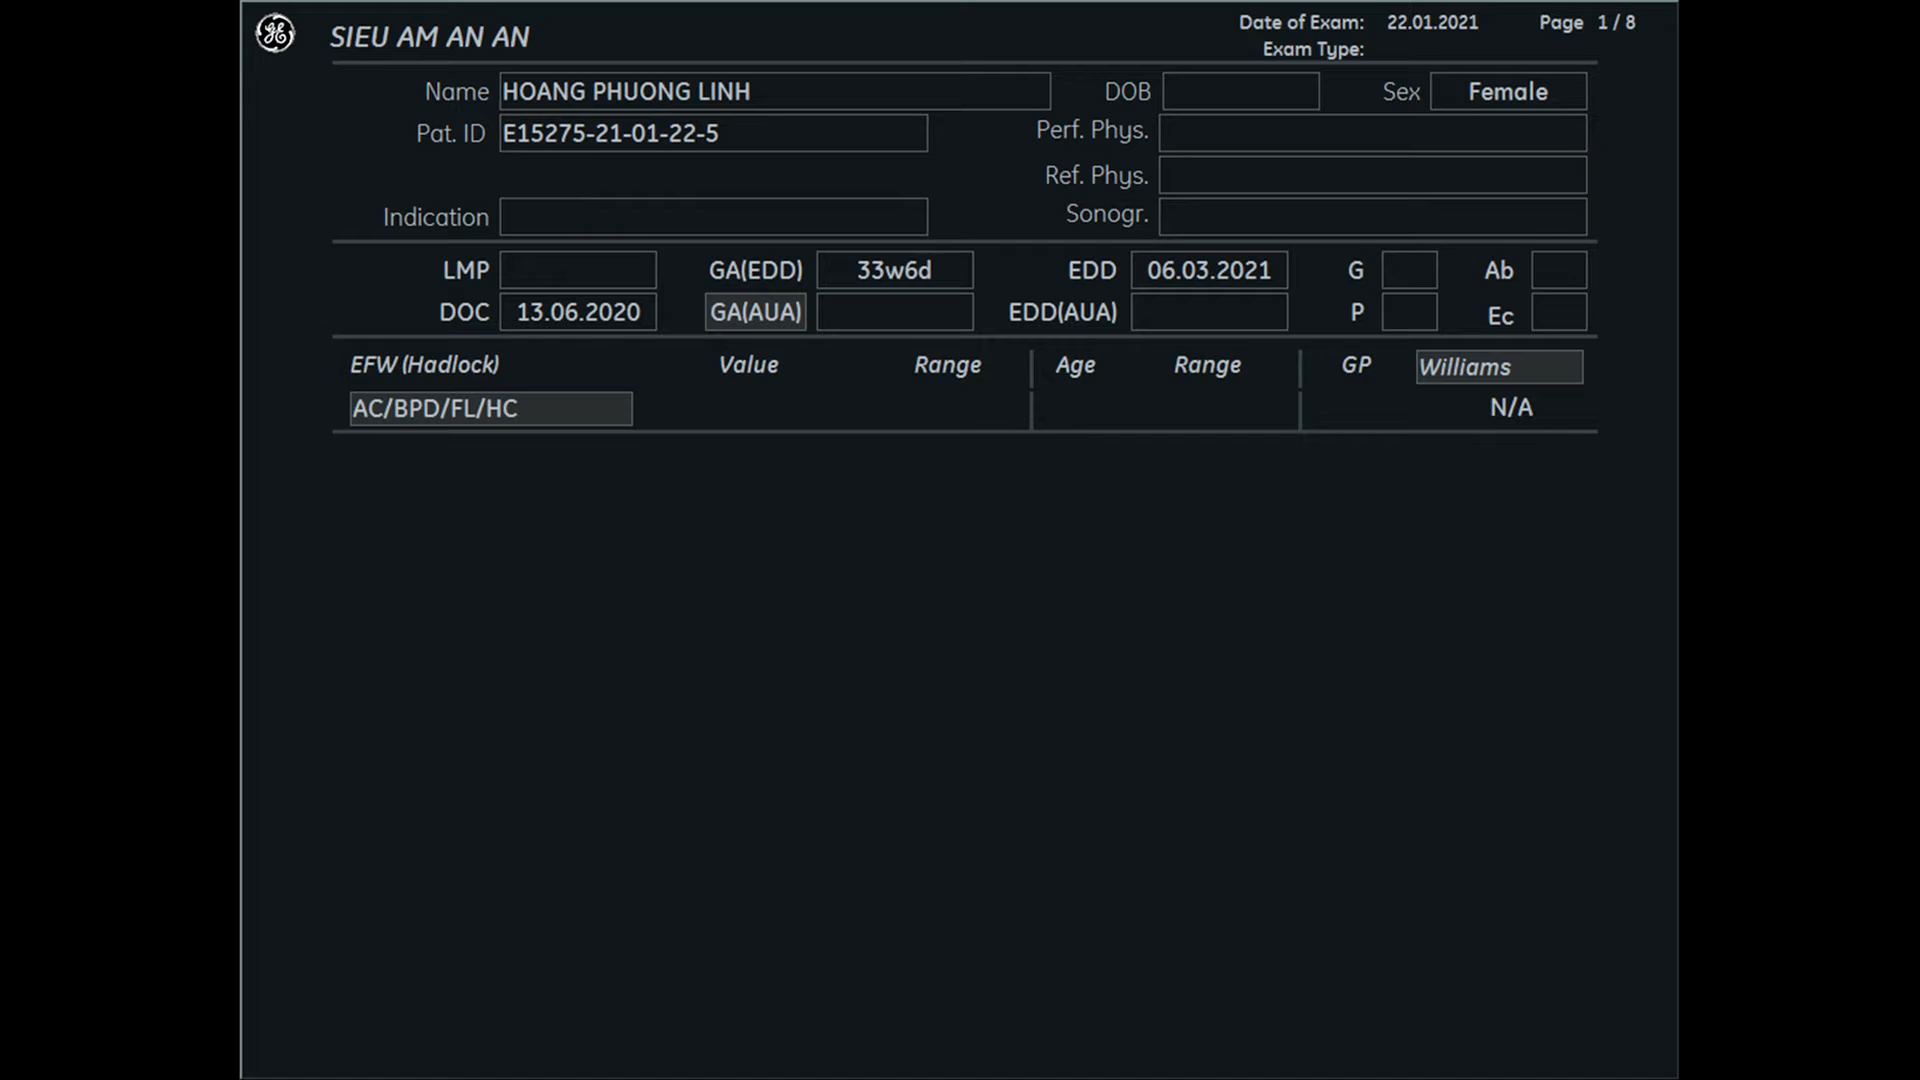 SIEU AM AN AN
Date of Exam: 22.01.2021 Page 1 / 8
Exam Type:
Name HOANG PHUONG LINH DOB Sex Female
Pat. ID E15275-21-01-22-5 Perf. Phys.
Ref. Phys.
Indication Sonogr.
LMP GA(EDD) 33w6d EDD 06.03.2021 G Ab
DOC 13.06.2020 GA(AUA) EDD(AUA) P Ec
EFW (Hadlock) Value Range Age Range GP Williams
AC/BPD/FL/HC N/A